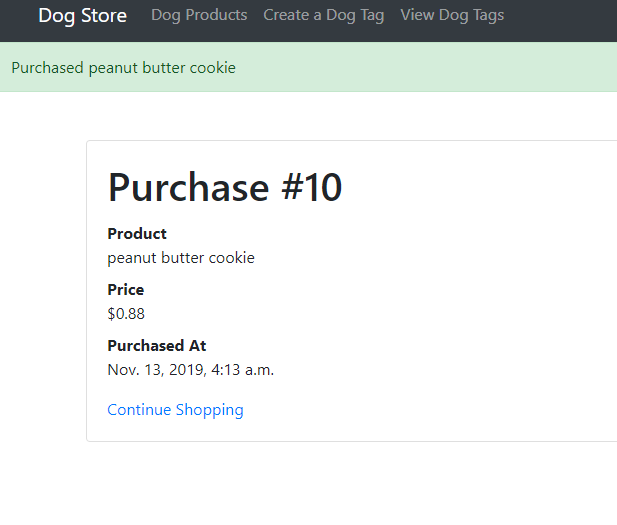 Dog Store Dog Products Create a Dog Tag View Dog Tags
Purchased peanut butter cookie
Purchase #10
Product
peanut butter cookie
Price
$0.88
Purchased At
Nov. 13, 2019, 4:13 a.m.
Continue Shopping